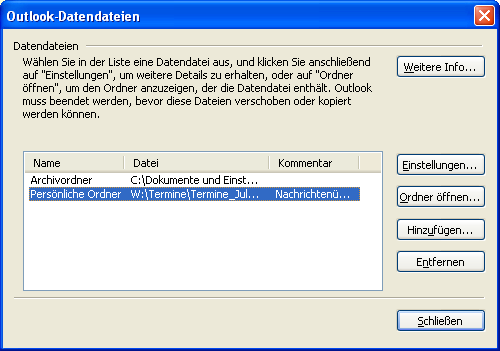 Outlook-Datendateien
Datendateien
Wählen Sie in der Liste eine Datendatei aus, und klicken Sie anschließend
auf "Einstellungen", um weitere Details zu erhalten, oder auf "Ordner
öffnen", um den Ordner anzuzeigen, der die Datendatei enthält. Outlook
muss beendet werden, bevor diese Dateien verschoben oder kopiert
werden können.
Weitere Info...
Name Datei Kommentar
Archivordner C:\Dokumente und Einst...
Persönliche Ordner W:\Termine\Termine_Jul... Nachrichtenü...
Einstellungen...
Ordner öffnen...
Hinzufügen...
Entfernen
Schließen